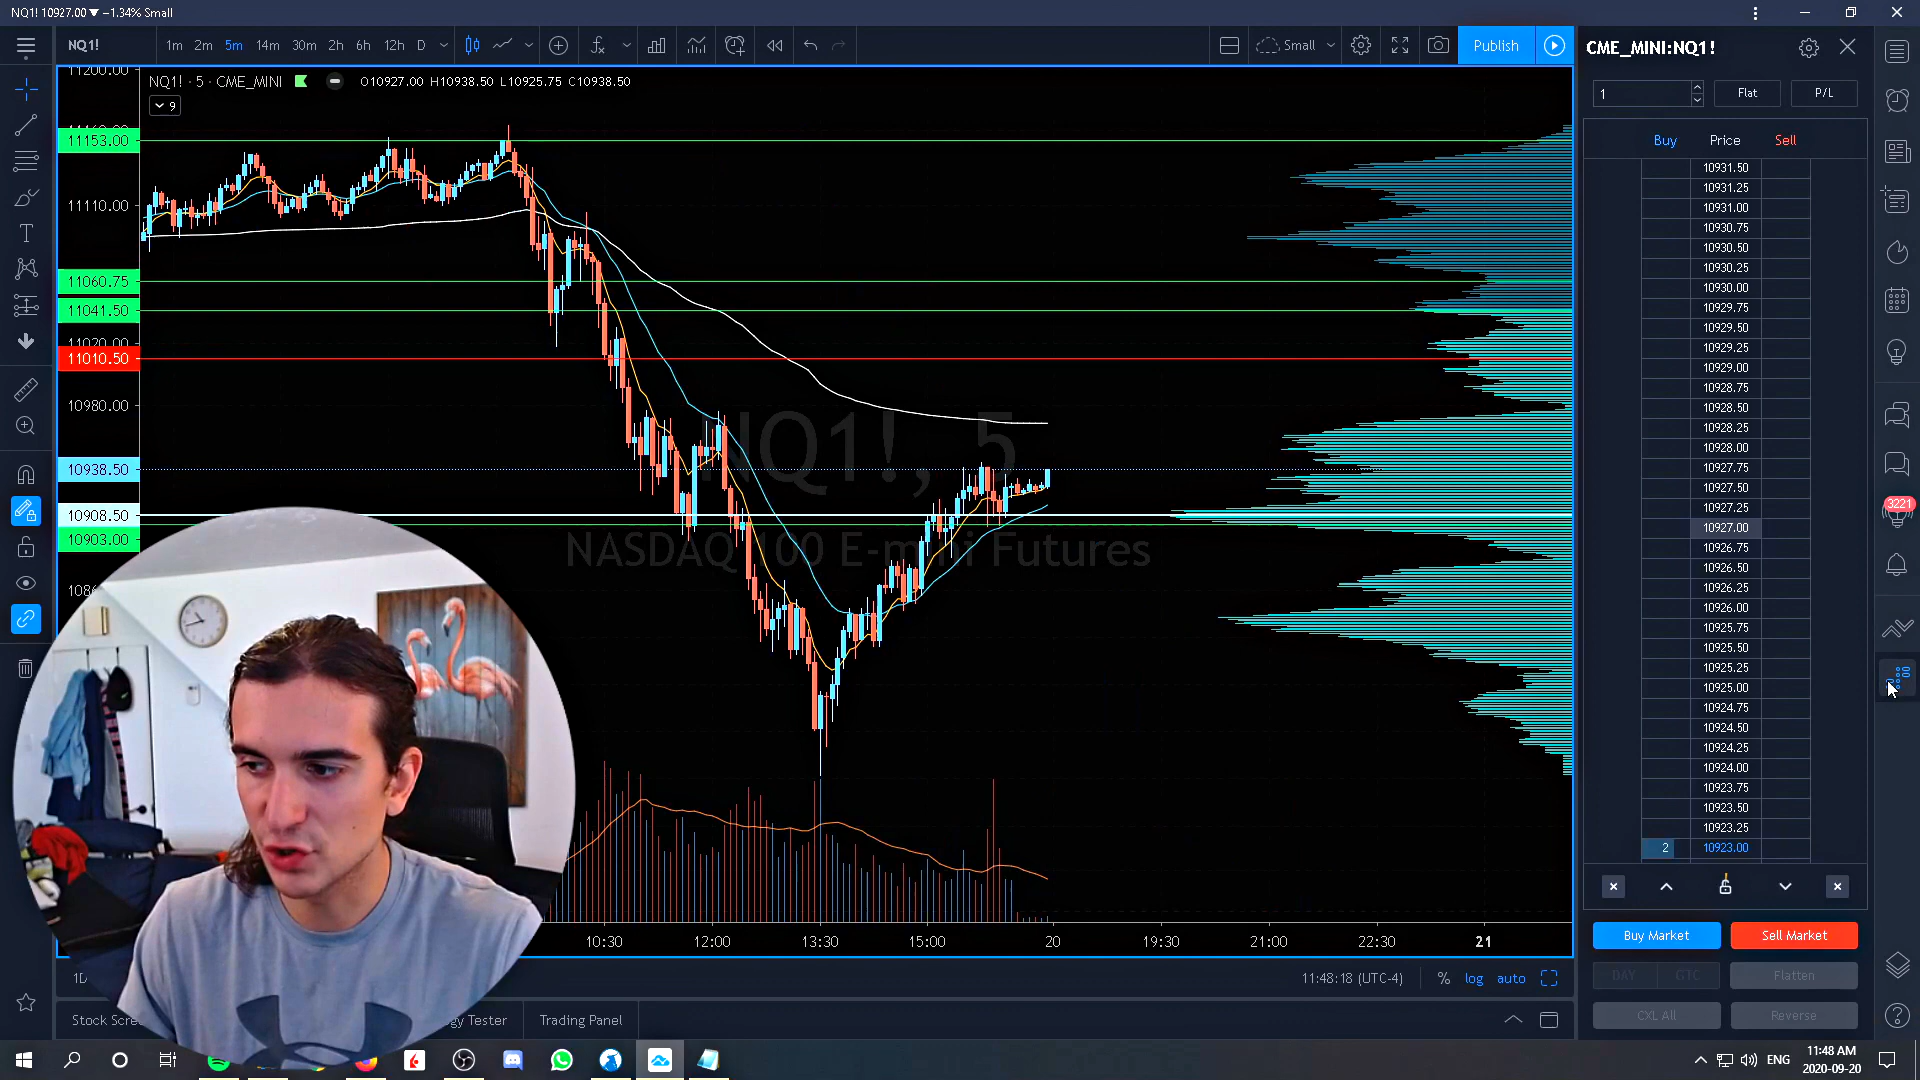 NQ1! 10927.00 ▼ −1.34% Small
NQ1!
1m 2m 5m 14m 30m 2h 6h 12h D
Small
Publish
CME_MINI:NQ1!
NQ1! · 5 · CME_MINI
O10927.00 H10938.50 L10925.75 C10938.50
9
1
Flat
P/L
11200.00
11153.00
11110.00
11060.75
11041.50
11020.00
11010.50
10980.00
10938.50
10908.50
10903.00
NQ1!, 5
NASDAQ 100 E-mini Futures
Buy Price Sell
10931.50
10931.25
10931.00
10930.75
10930.50
10930.25
10930.00
10929.75
10929.50
10929.25
10929.00
10928.75
10928.50
10928.25
10928.00
10927.75
10927.50
10927.25
10927.00
10926.75
10926.50
10926.25
10926.00
10925.75
10925.50
10925.25
10925.00
10924.75
10924.50
10924.25
10924.00
10923.75
10923.50
10923.25
2 10923.00
3221
10:30 12:00 13:30 15:00 20 19:30 21:00 22:30 21
Buy Market
Sell Market
DAY GTC
Flatten
CXL All
Reverse
11:48:18 (UTC-4)
% log auto
Tester
Trading Panel
ENG
11:48 AM
2020-09-20